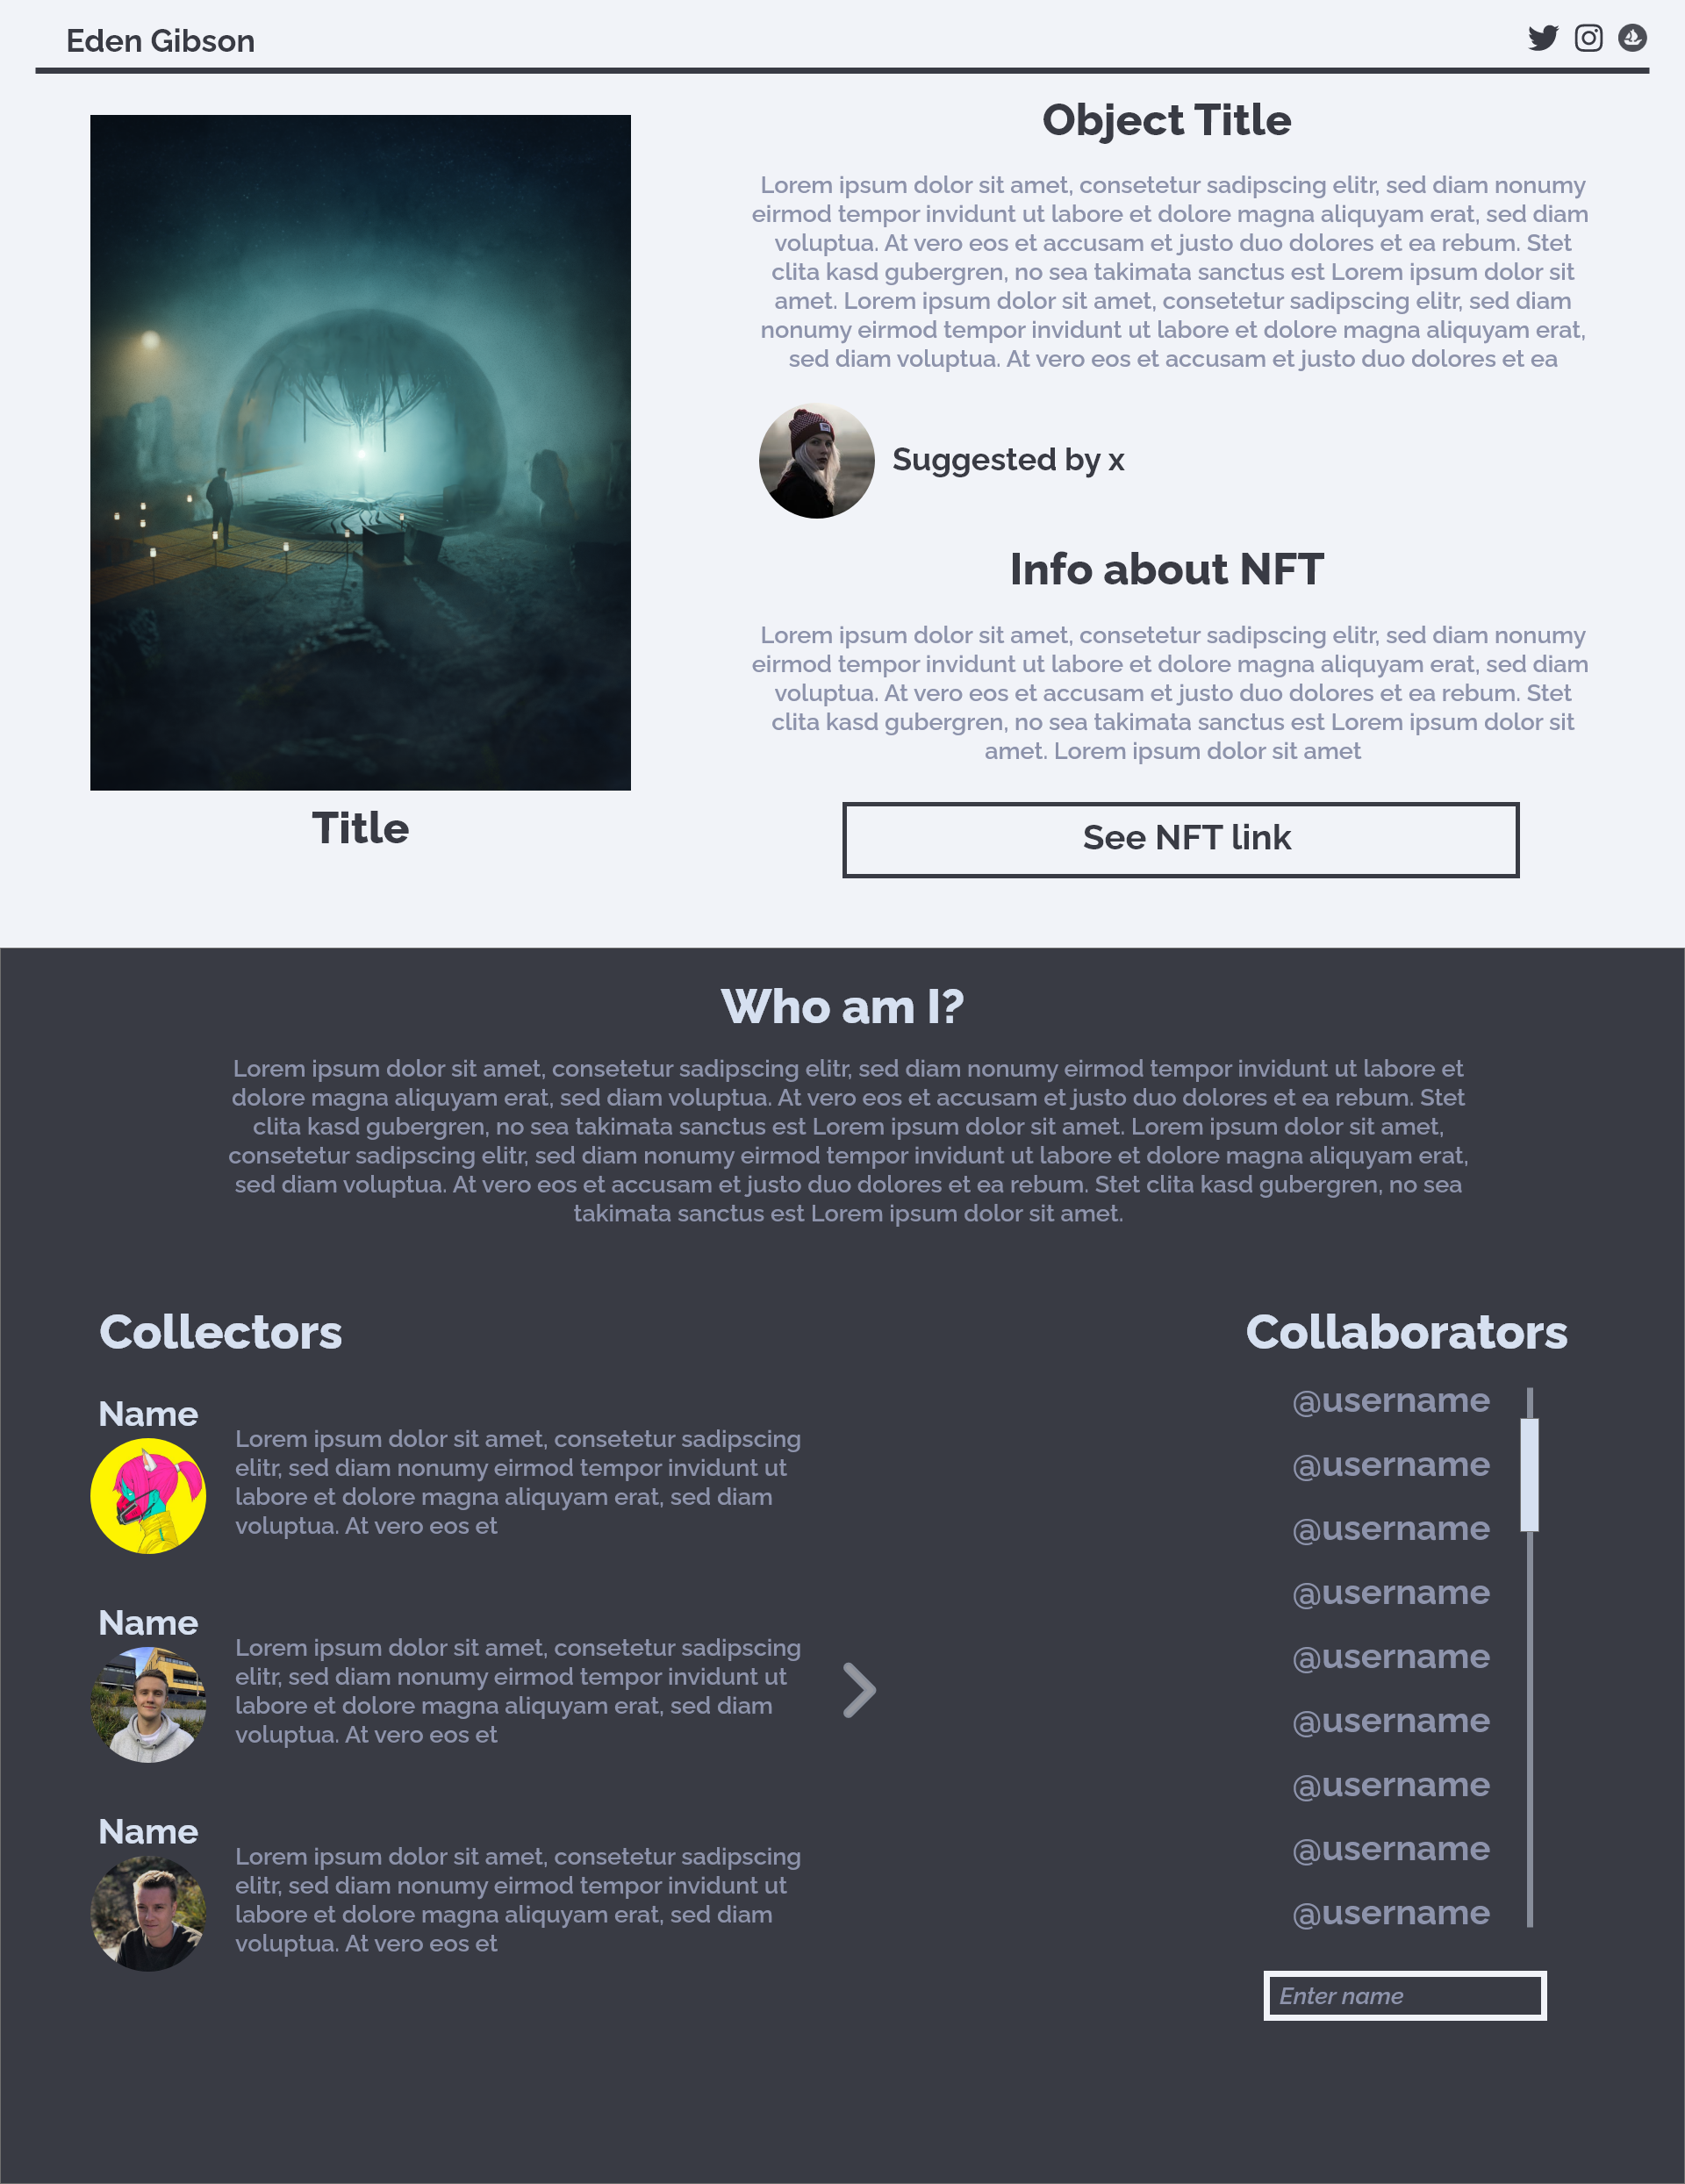 Eden Gibson
Object Title
Lorem ipsum dolor sit amet, consetetur sadipscing elitr, sed diam nonumy
eirmod tempor invidunt ut labore et dolore magna aliquyam erat, sed diam
voluptua. At vero eos et accusam et justo duo dolores et ea rebum. Stet
clita kasd gubergren, no sea takimata sanctus est Lorem ipsum dolor sit
amet. Lorem ipsum dolor sit amet, consetetur sadipscing elitr, sed diam
nonumy eirmod tempor invidunt ut labore et dolore magna aliquyam erat,
sed diam voluptua. At vero eos et accusam et justo duo dolores et ea
Suggested by x
Info about NFT
Lorem ipsum dolor sit amet, consetetur sadipscing elitr, sed diam nonumy
eirmod tempor invidunt ut labore et dolore magna aliquyam erat, sed diam
voluptua. At vero eos et accusam et justo duo dolores et ea rebum. Stet
clita kasd gubergren, no sea takimata sanctus est Lorem ipsum dolor sit
amet. Lorem ipsum dolor sit amet
Title
See NFT link
Who am I?
Lorem ipsum dolor sit amet, consetetur sadipscing elitr, sed diam nonumy eirmod tempor invidunt ut labore et
dolore magna aliquyam erat, sed diam voluptua. At vero eos et accusam et justo duo dolores et ea rebum. Stet
clita kasd gubergren, no sea takimata sanctus est Lorem ipsum dolor sit amet. Lorem ipsum dolor sit amet,
consetetur sadipscing elitr, sed diam nonumy eirmod tempor invidunt ut labore et dolore magna aliquyam erat,
sed diam voluptua. At vero eos et accusam et justo duo dolores et ea rebum. Stet clita kasd gubergren, no sea
takimata sanctus est Lorem ipsum dolor sit amet.
Collectors
Name
Lorem ipsum dolor sit amet, consetetur sadipscing
elitr, sed diam nonumy eirmod tempor invidunt ut
labore et dolore magna aliquyam erat, sed diam
voluptua. At vero eos et
Name
Lorem ipsum dolor sit amet, consetetur sadipscing
elitr, sed diam nonumy eirmod tempor invidunt ut
labore et dolore magna aliquyam erat, sed diam
voluptua. At vero eos et
Name
Lorem ipsum dolor sit amet, consetetur sadipscing
elitr, sed diam nonumy eirmod tempor invidunt ut
labore et dolore magna aliquyam erat, sed diam
voluptua. At vero eos et
Collaborators
@username
@username
@username
@username
@username
@username
@username
@username
@username
Enter name